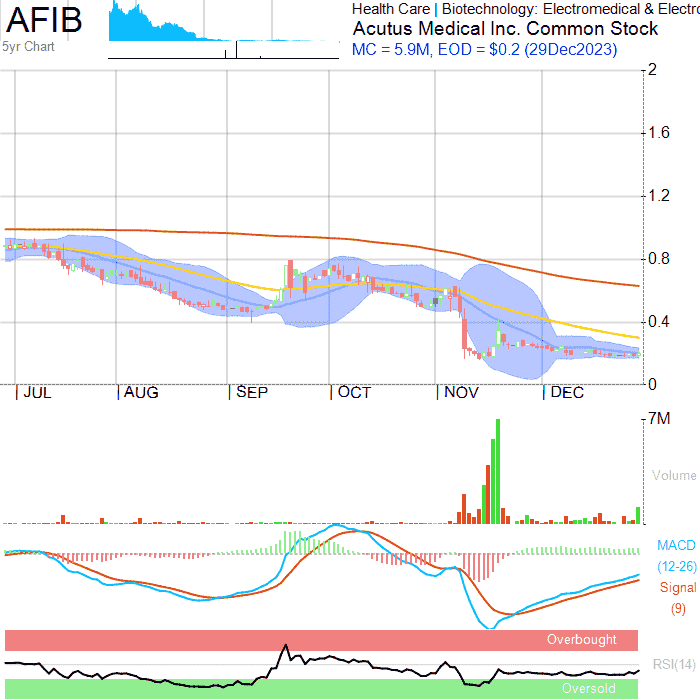 AFIB
5yr Chart
Health Care | Biotechnology: Electromedical & Electro
Acutus Medical Inc. Common Stock
MC = 5.9M, EOD = $0.2 (29Dec2023)
2
1.6
1.2
0.8
0.4
0
JUL AUG SEP OCT NOV DEC
7M
Volume
MACD
(12-26)
Signal
(9)
Overbought
RSI(14)
Oversold